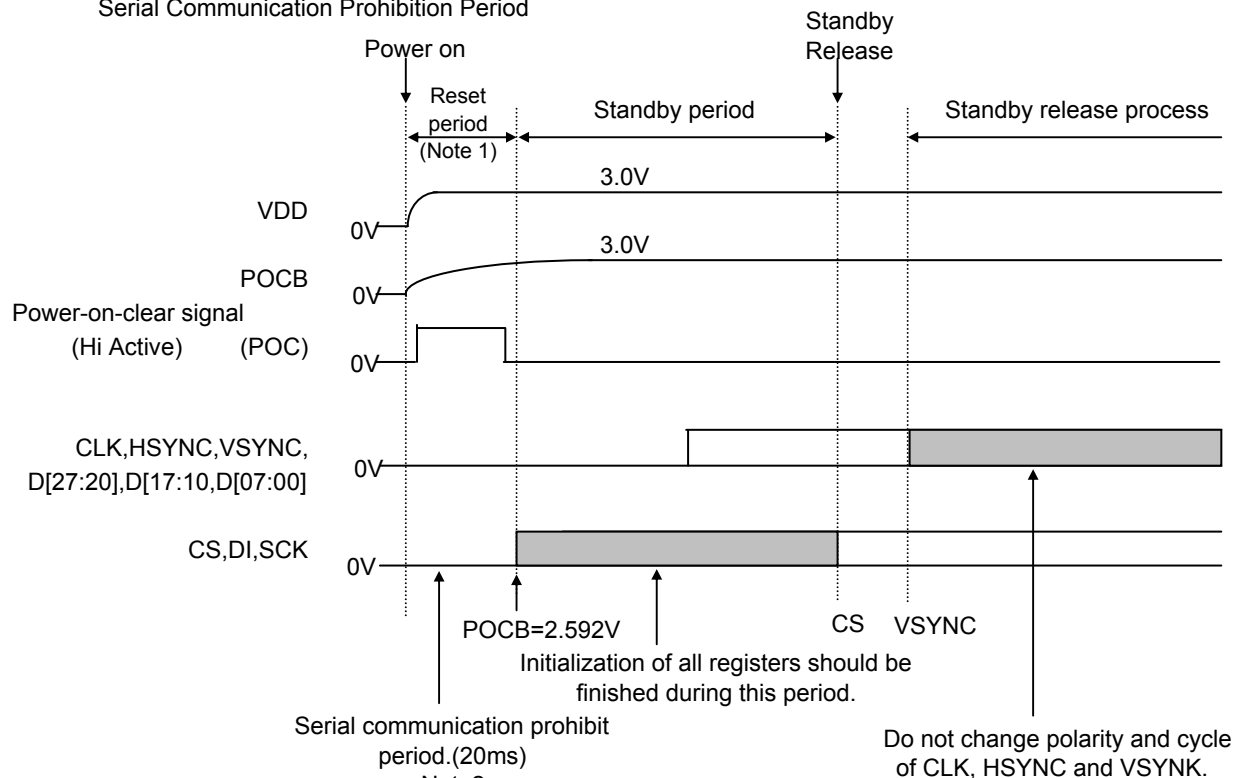 Serial Communication Prohibition Period
Power on
Standby
Release
Reset
period
(Note 1)
Standby period
Standby release process
3.0V
VDD
0V
3.0V
POCB
0V
Power-on-clear signal
(Hi Active) (POC)
0V
CLK,HSYNC,VSYNC,
D[27:20],D[17:10,D[07:00]
0V
CS,DI,SCK
0V
POCB=2.592V
CS
VSYNC
Initialization of all registers should be
finished during this period.
Serial communication prohibit
period.(20ms)
Do not change polarity and cycle
of CLK, HSYNC and VSYNK.